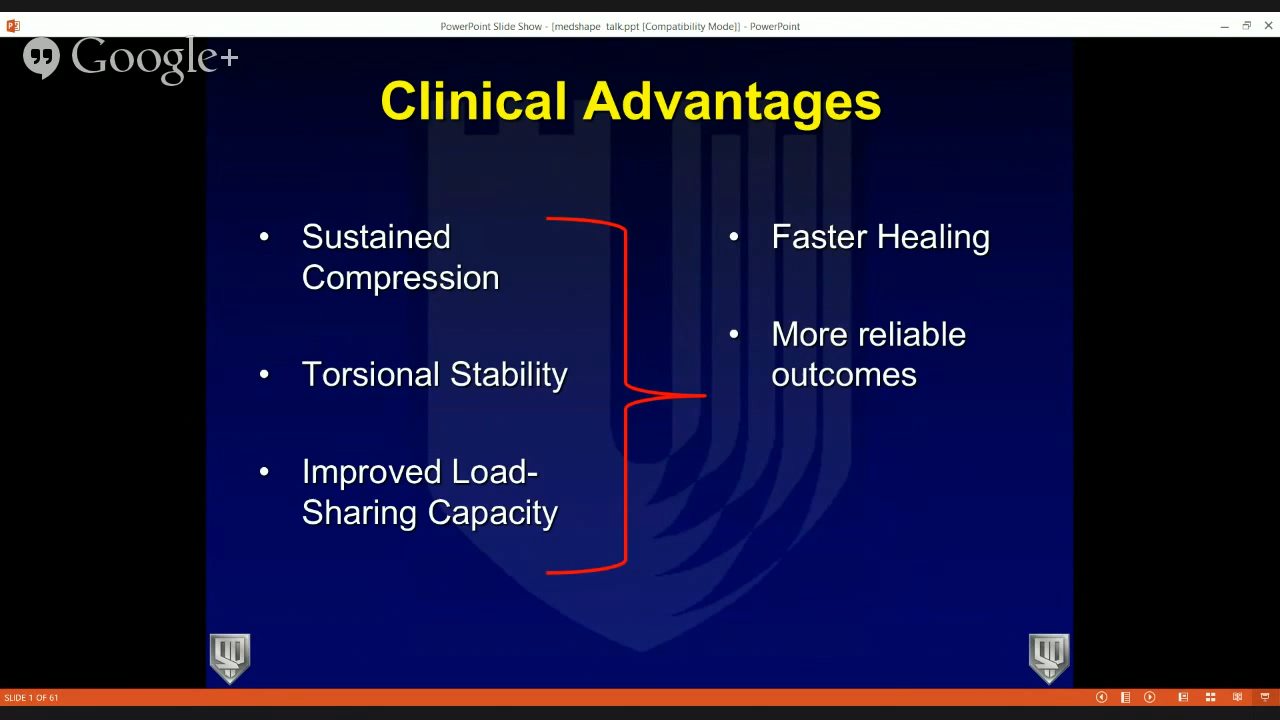 PowerPoint Slide Show - [medshape talk.ppt [Compatibility Mode]] - PowerPoint
Google+
Clinical Advantages
• Sustained
Compression
• Torsional Stability
• Improved Load-
Sharing Capacity
• Faster Healing
• More reliable
outcomes
SLIDE 1 OF 61